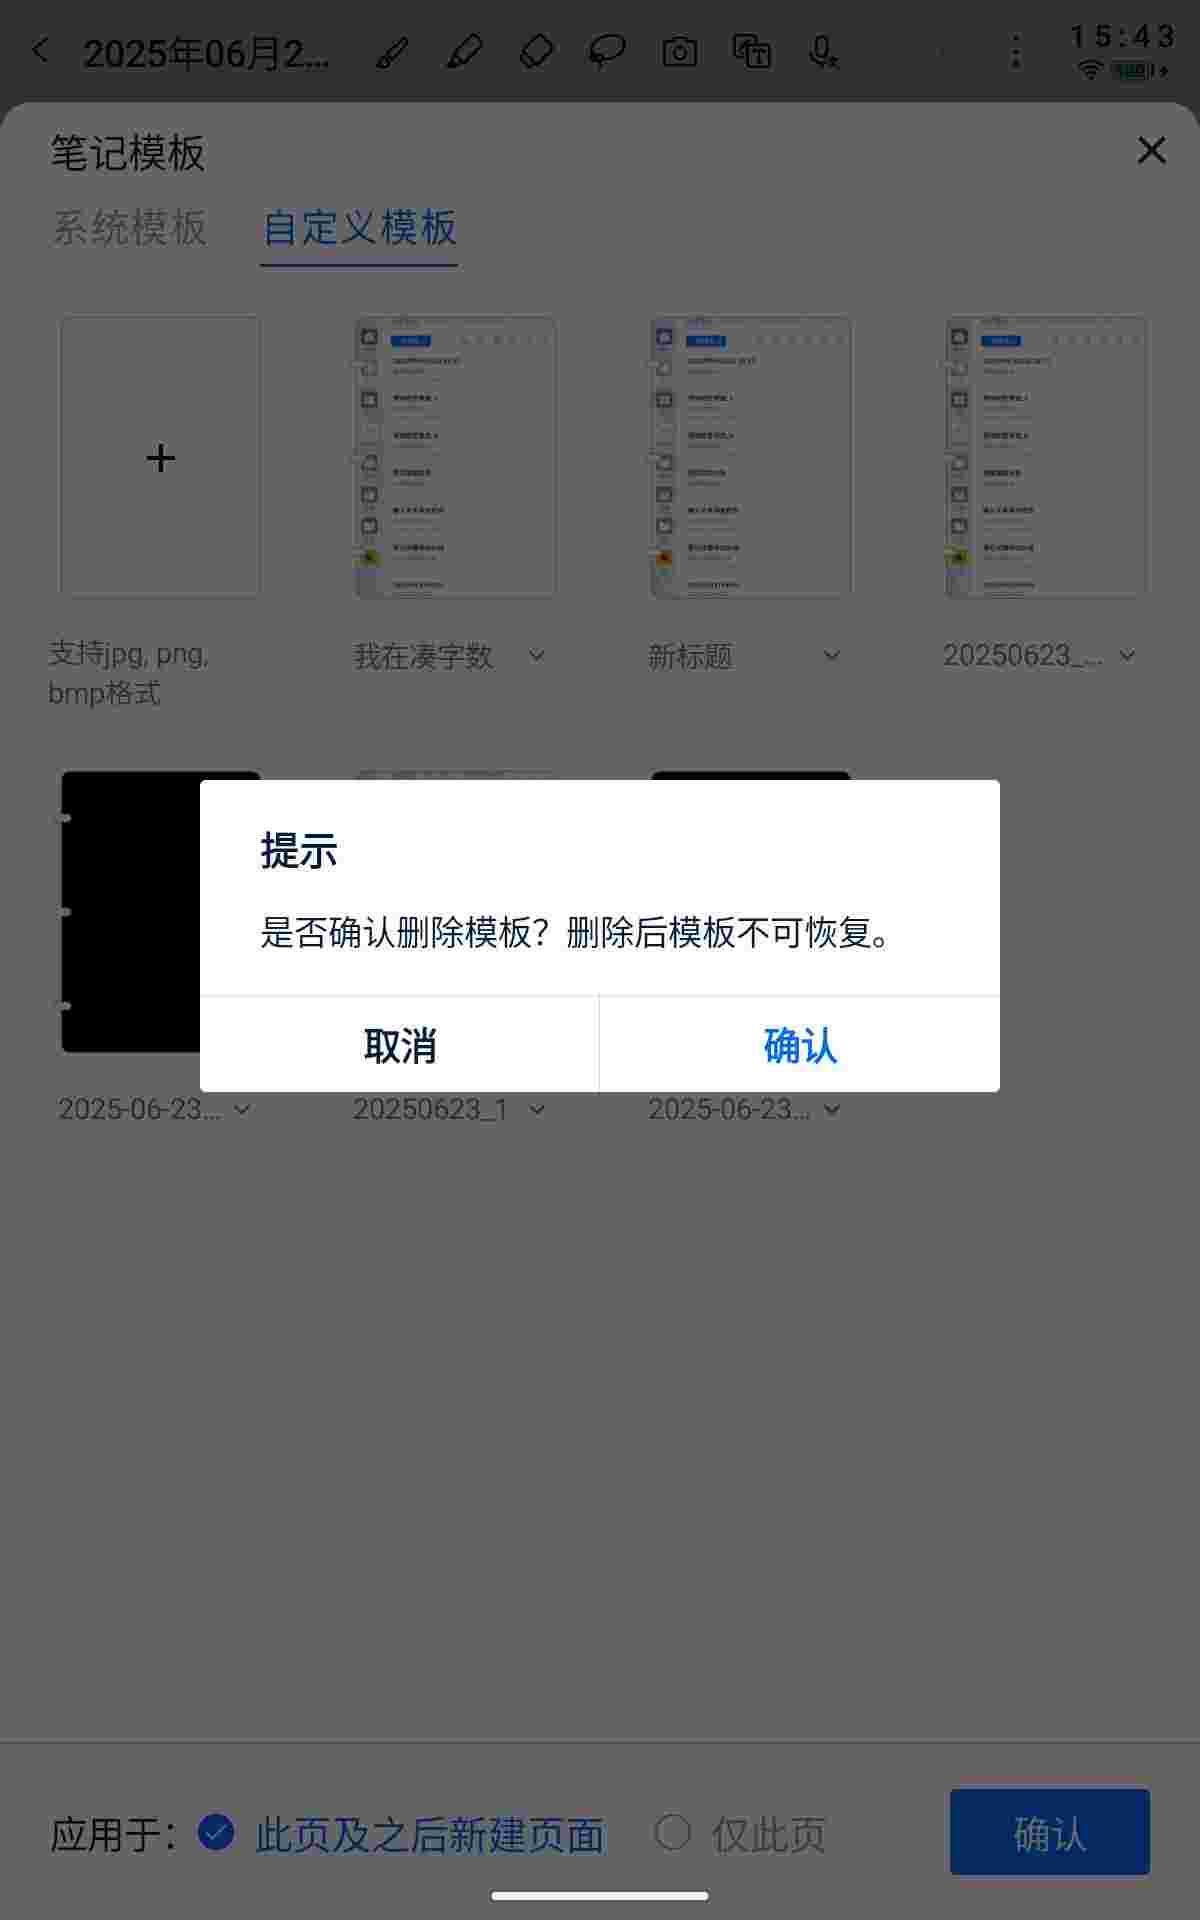 2025年06月2...
15:43
笔记模板
系统模板 自定义模板
支持jpg, png,
bmp格式
我在凑字数
新标题
20250623_...
提示
是否确认删除模板？删除后模板不可恢复。
取消 确认
2025-06-23...
20250623_1
2025-06-23...
应用于： 此页及之后新建页面 仅此页 确认